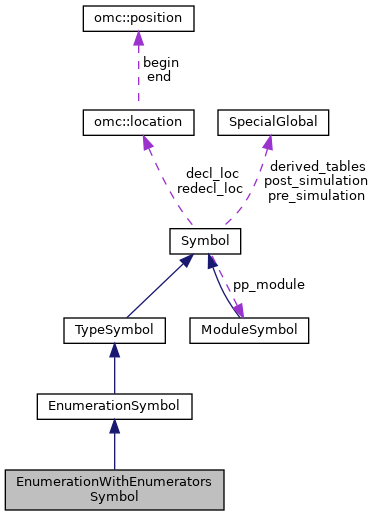 omc::position
begin
end
omc::location
SpecialGlobal
decl_loc
redecl_loc
derived_tables
post_simulation
pre_simulation
Symbol
pp_module
TypeSymbol
ModuleSymbol
EnumerationSymbol
EnumerationWithEnumerators
Symbol